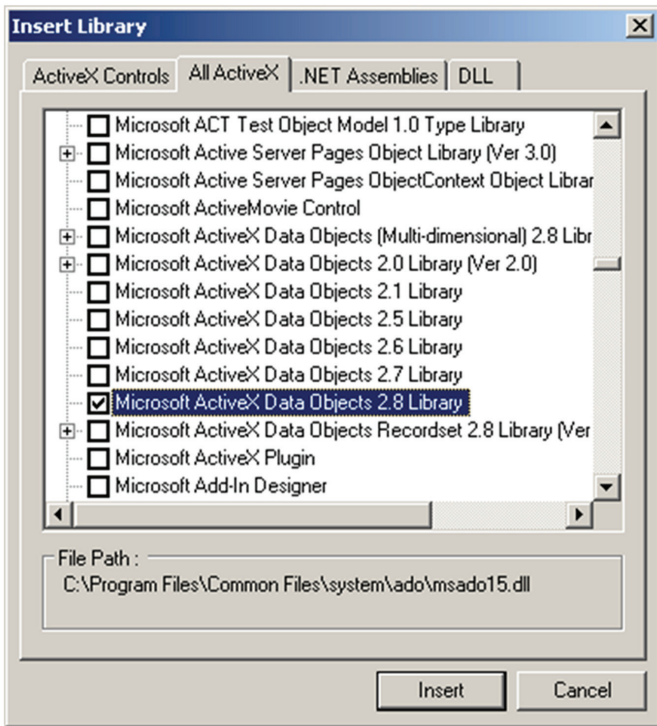 Insert Library
ActiveX Controls All ActiveX .NET Assemblies DLL
Microsoft ACT Test Object Model 1.0 Type Library
Microsoft Active Server Pages Object Library (Ver 3.0)
Microsoft Active Server Pages ObjectContext Object Librar
Microsoft ActiveMovie Control
Microsoft ActiveX Data Objects (Multi-dimensional) 2.8 Libr
Microsoft ActiveX Data Objects 2.0 Library (Ver 2.0)
Microsoft ActiveX Data Objects 2.1 Library
Microsoft ActiveX Data Objects 2.5 Library
Microsoft ActiveX Data Objects 2.6 Library
Microsoft ActiveX Data Objects 2.7 Library
Microsoft ActiveX Data Objects 2.8 Library
Microsoft ActiveX Data Objects Recordset 2.8 Library (Ver
Microsoft ActiveX Plugin
Microsoft Add-In Designer
File Path :
C:\Program Files\Common Files\system\ado\msado15.dll
Insert Cancel